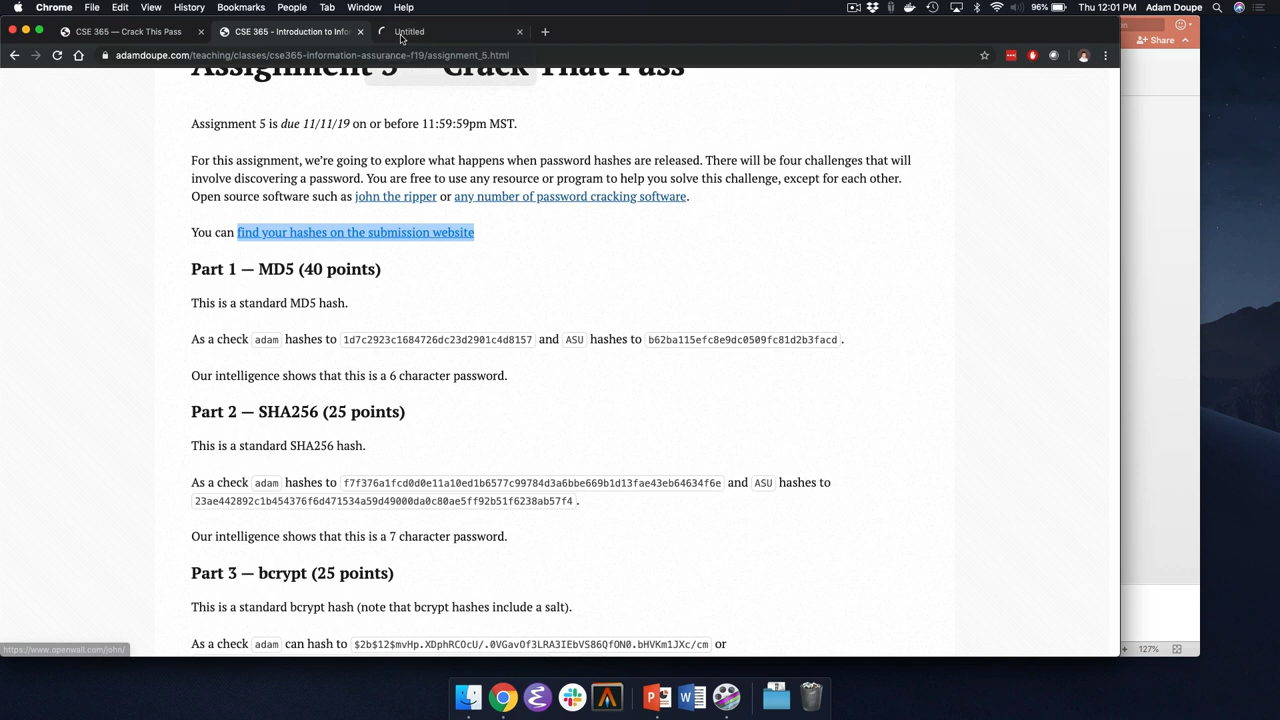 Chrome File Edit View History Bookmarks People Tab Window Help 96% Thu 12:01 PM Adam Doupe
CSE 365 — Crack This Pass
CSE 365 - Introduction to Infor
Untitled
Share
adamdoupe.com/teaching/classes/cse365-information-assurance-f19/assignment_5.html
Assignment 5 — Crack That Pass
Assignment 5 is due 11/11/19 on or before 11:59:59pm MST.
For this assignment, we’re going to explore what happens when password hashes are released. There will be four challenges that will
involve discovering a password. You are free to use any resource or program to help you solve this challenge, except for each other.
Open source software such as john the ripper or any number of password cracking software.
You can find your hashes on the submission website
Part 1 — MD5 (40 points)
This is a standard MD5 hash.
As a check adam hashes to 1d7c2923c1684726dc23d2901c4d8157 and ASU hashes to b62ba115efc8e9dc0509fc81d2b3facd.
Our intelligence shows that this is a 6 character password.
Part 2 — SHA256 (25 points)
This is a standard SHA256 hash.
As a check adam hashes to f7f376a1fcd0d0e11a10ed1b6577c99784d3a6bbe669b1d13fae43eb64634f6e and ASU hashes to
23ae442892c1b454376f6d471534a59d49000da0c80ae5ff92b51f6238ab57f4.
Our intelligence shows that this is a 7 character password.
Part 3 — bcrypt (25 points)
This is a standard bcrypt hash (note that bcrypt hashes include a salt).
As a check adam can hash to $2b$12$mvHp.XDphRCOcU/.0VGavOf3LRA3IEbVS86QfON0.bHVKm1JXc/cm or
https://www.openwall.com/john/
127%